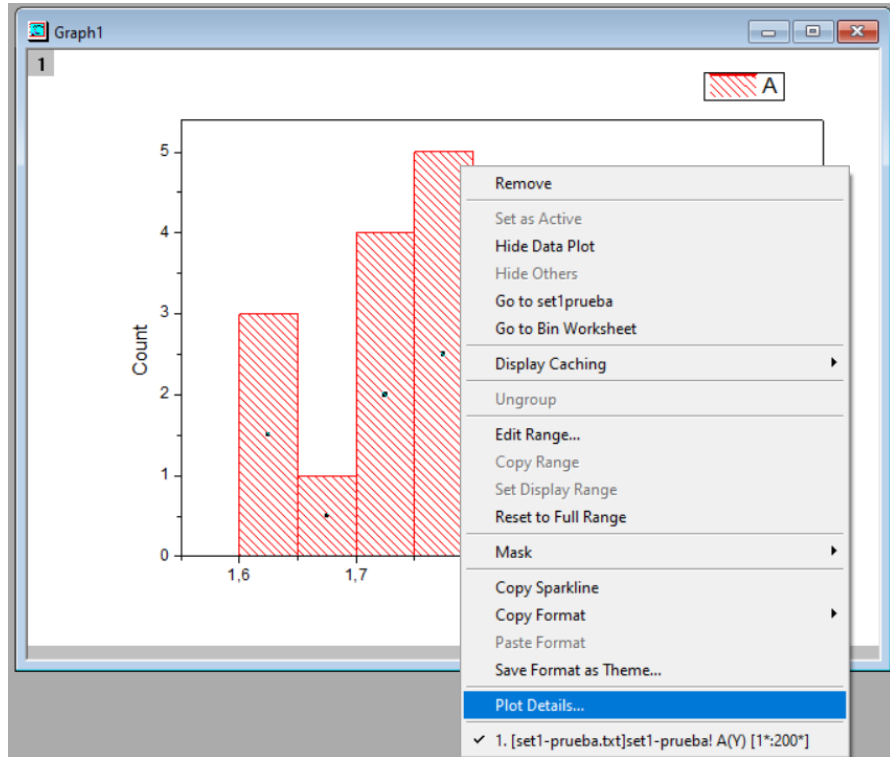 Graph1
1
A
5
4
3
2
1
0
Count
1,6
1,7
Remove
Set as Active
Hide Data Plot
Hide Others
Go to set1prueba
Go to Bin Worksheet
Display Caching
Ungroup
Edit Range...
Copy Range
Set Display Range
Reset to Full Range
Mask
Copy Sparkline
Copy Format
Paste Format
Save Format as Theme...
Plot Details...
1. [set1-prueba.txt]set1-prueba! A(Y) [1*:200*]